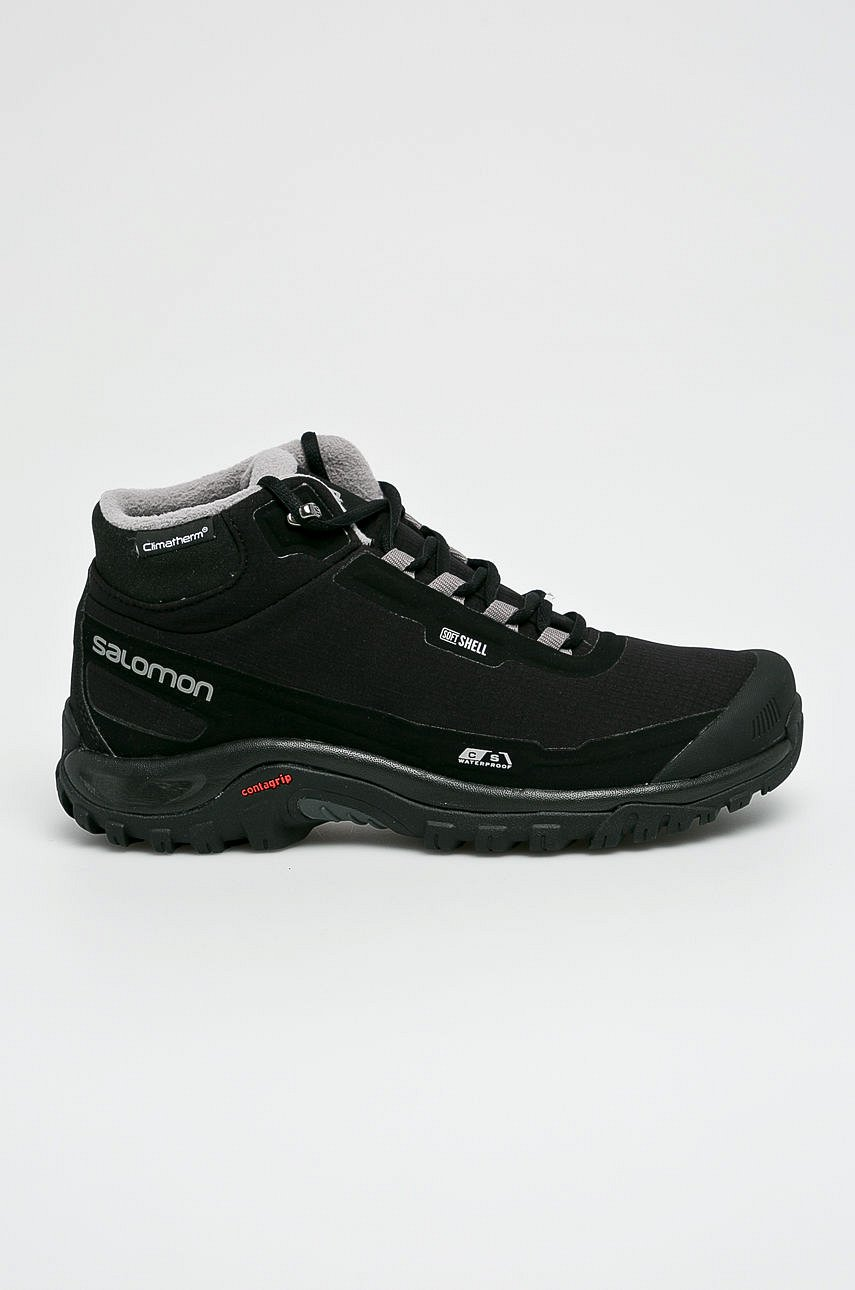 Climatherm®
SOFT SHELL
salomon
CS
WATERPROOF
contagrip